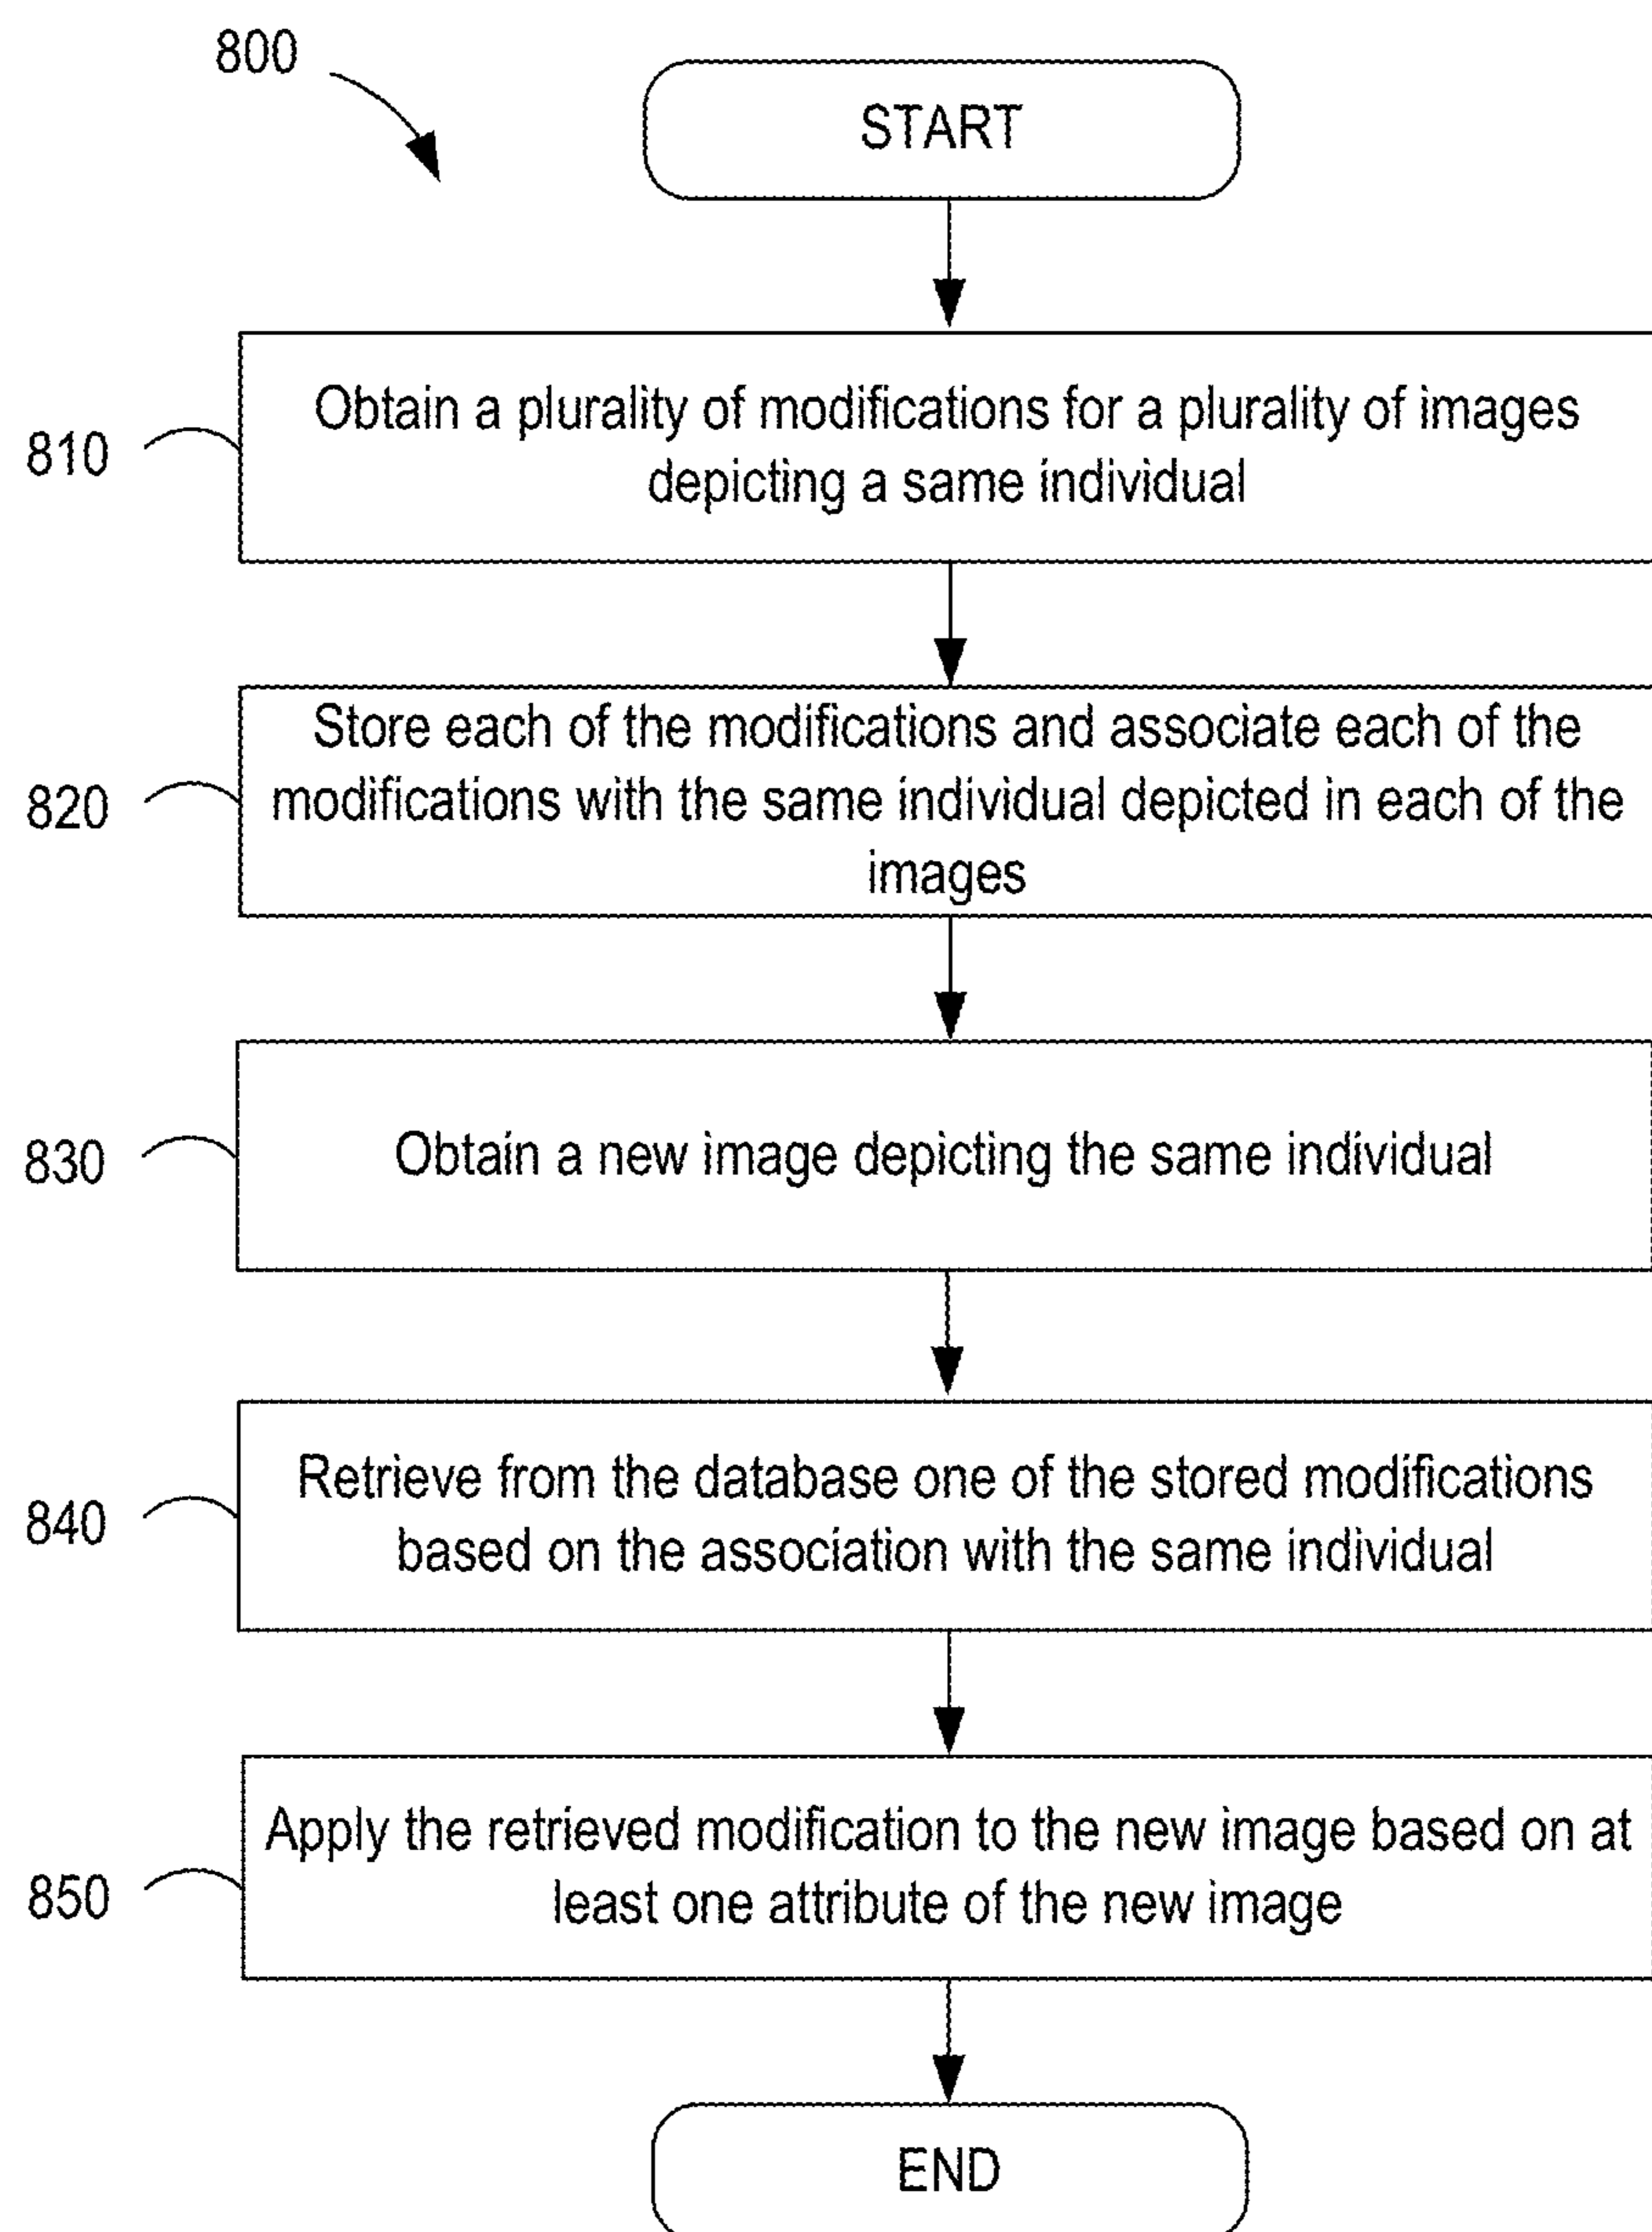 800
START
810
Obtain a plurality of modifications for a plurality of images
depicting a same individual
820
Store each of the modifications and associate each of the
modifications with the same individual depicted in each of the
images
830
Obtain a new image depicting the same individual
840
Retrieve from the database one of the stored modifications
based on the association with the same individual
850
Apply the retrieved modification to the new image based on at
least one attribute of the new image
END